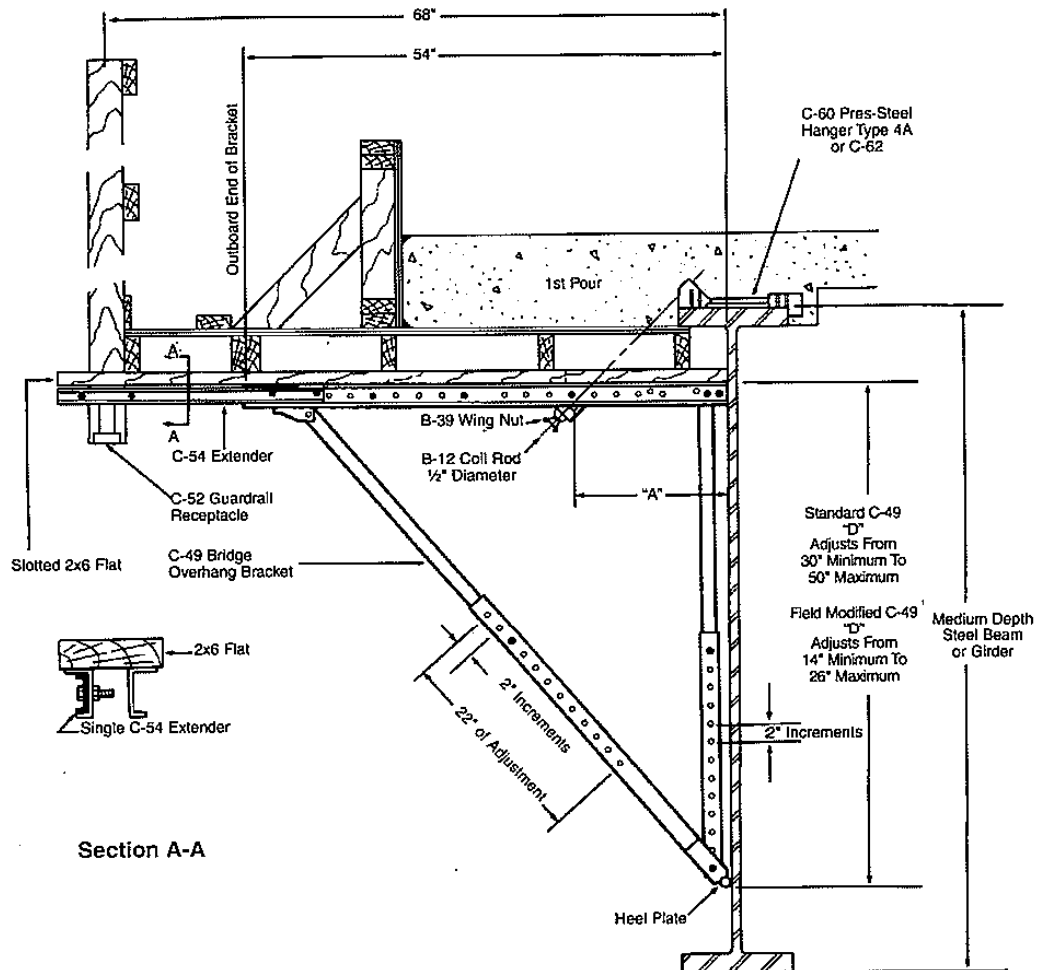 68"
54"
C-60 Pres-Steel
Hanger Type 4A
or C-62
Outboard End of Bracket
1st Pour
A
A
B-39 Wing Nut
C-54 Extender
B-12 Coil Rod
½" Diameter
"A"
C-52 Guardrail
Receptacle
Slotted 2x6 Flat
C-49 Bridge
Overhang Bracket
Standard C-49
"D"
Adjusts From
30" Minimum To
50" Maximum
Field Modified C-49
"D"
Adjusts From
14" Minimum To
26" Maximum
Medium Depth
Steel Beam
or Girder
2x6 Flat
Single C-54 Extender
2" Increments
22" of Adjustment
2" Increments
Section A-A
Heel Plate